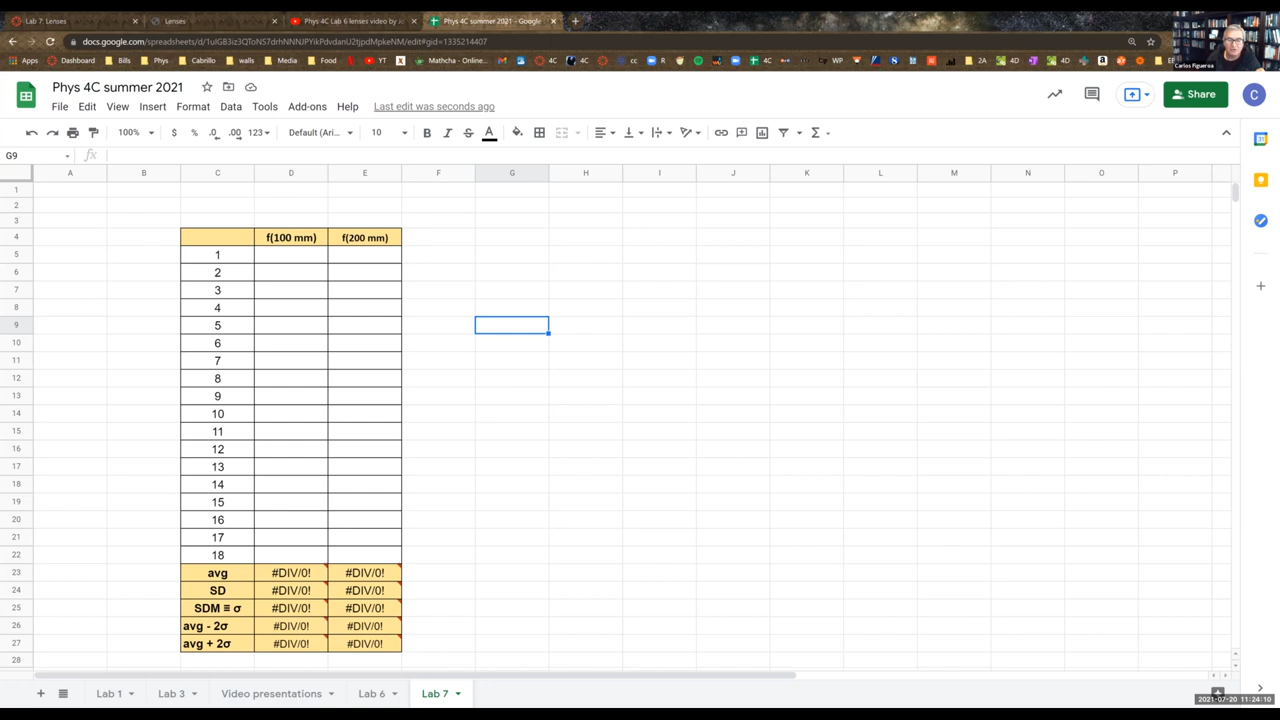 Lab 7: Lenses
Lenses
Phys 4C Lab 6 lenses video by Jo
Phys 4C summer 2021 - Google
docs.google.com/spreadsheets/d/
edit#gid=1335214407
Apps Dashboard Bills Phys Cabrillo walls Media Food YT Mathcha - Online... 4C 4C cc R 4C WP 2A 4D 4D
Carlos Figueroa
Phys 4C summer 2021
File Edit View Insert Format Data Tools Add-ons Help Last edit was seconds ago
Share
C
100% $ % .0 .00 123 Default (Ari... 10 B I S A
G9 fx
A B C D E F G H I J K L M N O P
1
2
3
4 f(100 mm) f(200 mm)
5 1
6 2
7 3
8 4
9 5
10 6
11 7
12 8
13 9
14 10
15 11
16 12
17 13
18 14
19 15
20 16
21 17
22 18
23 avg #DIV/0! #DIV/0!
24 SD #DIV/0! #DIV/0!
25 SDM ≡ σ #DIV/0! #DIV/0!
26 avg - 2σ #DIV/0! #DIV/0!
27 avg + 2σ #DIV/0! #DIV/0!
28
Lab 1 Lab 3 Video presentations Lab 6 Lab 7
2021-07-20 11:24:10